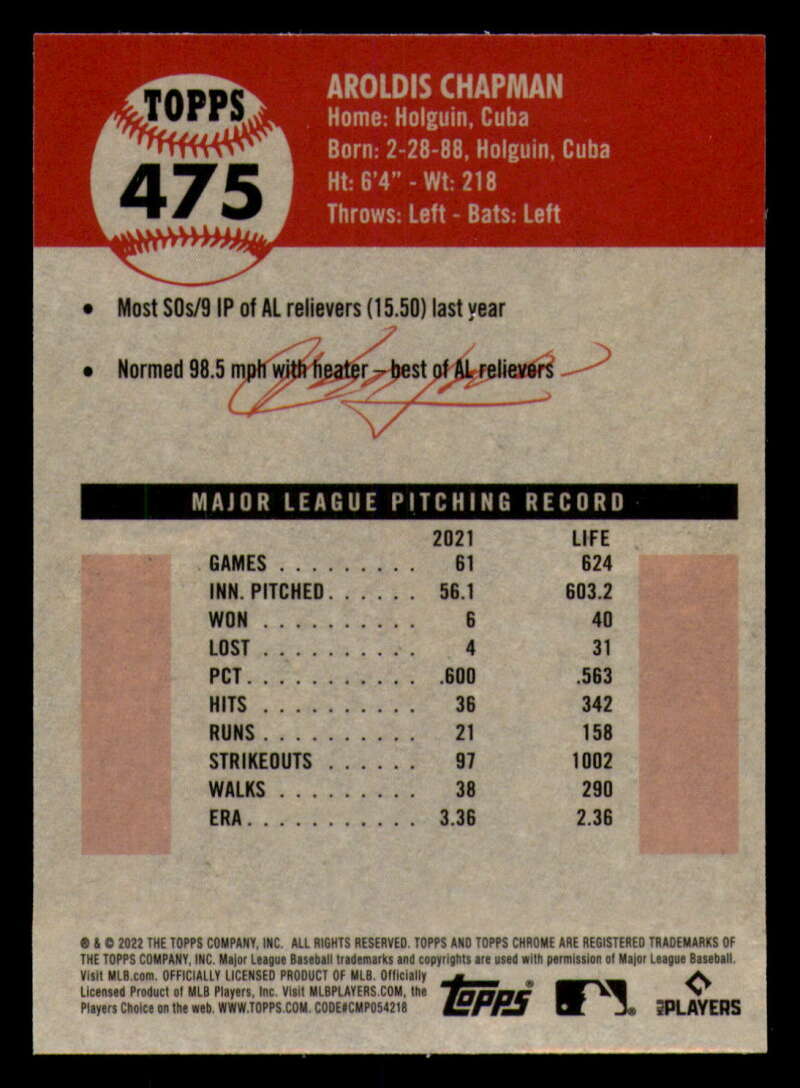 TOPPS
475
AROLDIS CHAPMAN
Home: Holguin, Cuba
Born: 2-28-88, Holguin, Cuba
Ht: 6'4" - Wt: 218
Throws: Left - Bats: Left
• Most SOs/9 IP of AL relievers (15.50) last year
• Normed 98.5 mph with heater – best of AL relievers
MAJOR LEAGUE PITCHING RECORD
2021 LIFE
GAMES . . . . . . . . . 61 624
INN. PITCHED . . . . . . 56.1 603.2
WON . . . . . . . . . . 6 40
LOST . . . . . . . . . . 4 31
PCT. . . . . . . . . . . .600 .563
HITS . . . . . . . . . . 36 342
RUNS . . . . . . . . . . 21 158
STRIKEOUTS . . . . . . 97 1002
WALKS . . . . . . . . . 38 290
ERA. . . . . . . . . . . 3.36 2.36
® & © 2022 THE TOPPS COMPANY, INC. ALL RIGHTS RESERVED. TOPPS AND TOPPS CHROME ARE REGISTERED TRADEMARKS OF
THE TOPPS COMPANY, INC. Major League Baseball trademarks and copyrights are used with permission of Major League Baseball.
Visit MLB.com. OFFICIALLY LICENSED PRODUCT OF MLB. Officially
Licensed Product of MLB Players, Inc. Visit MLBPLAYERS.COM, the
Players Choice on the web. WWW.TOPPS.COM. CODE#CMP054218
topps®
MLB PLAYERS